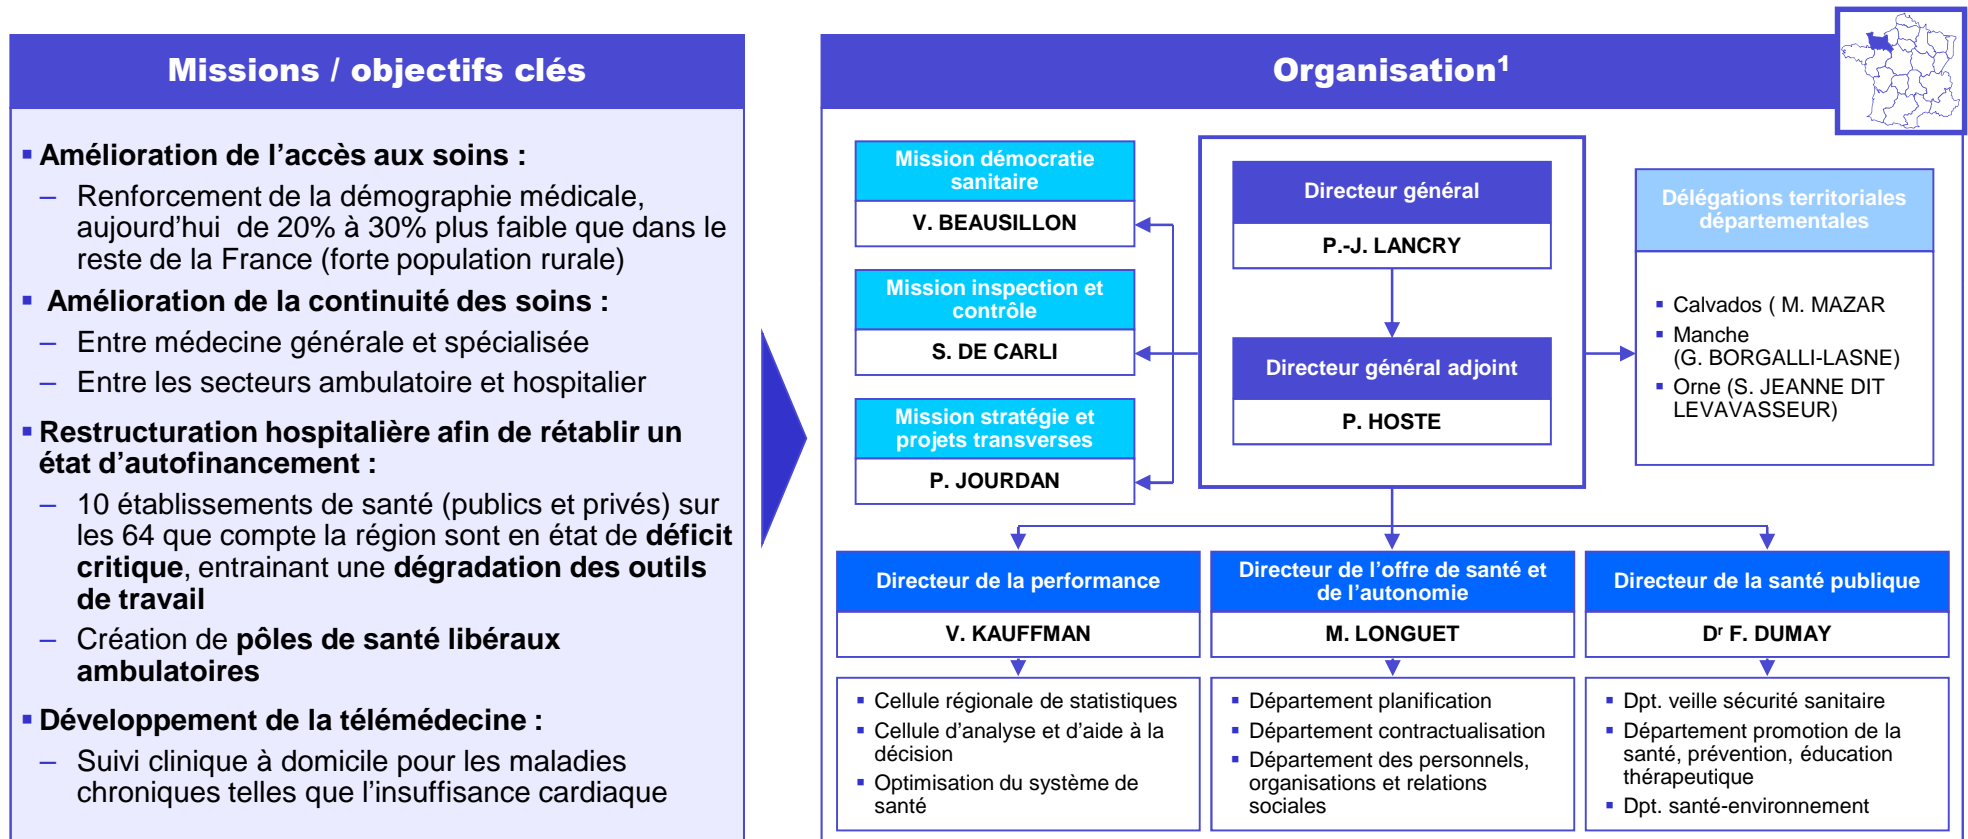 Missions / objectifs clés
▪ Amélioration de l’accès aux soins :
– Renforcement de la démographie médicale,
aujourd’hui de 20% à 30% plus faible que dans le
reste de la France (forte population rurale)
▪ Amélioration de la continuité des soins :
– Entre médecine générale et spécialisée
– Entre les secteurs ambulatoire et hospitalier
▪ Restructuration hospitalière afin de rétablir un
état d’autofinancement :
– 10 établissements de santé (publics et privés) sur
les 64 que compte la région sont en état de déficit
critique, entrainant une dégradation des outils
de travail
– Création de pôles de santé libéraux
ambulatoires
▪ Développement de la télémédecine :
– Suivi clinique à domicile pour les maladies
chroniques telles que l’insuffisance cardiaque
Organisation1
Mission démocratie
sanitaire
V. BEAUSILLON
Mission inspection et
contrôle
S. DE CARLI
Mission stratégie et
projets transverses
P. JOURDAN
Directeur général
P.-J. LANCRY
Directeur général adjoint
P. HOSTE
Délégations territoriales
départementales
▪ Calvados ( M. MAZAR
▪ Manche
(G. BORGALLI-LASNE)
▪ Orne (S. JEANNE DIT
LEVAVASSEUR)
Directeur de la performance
V. KAUFFMAN
▪ Cellule régionale de statistiques
▪ Cellule d’analyse et d’aide à la
décision
▪ Optimisation du système de
santé
Directeur de l’offre de santé et
de l’autonomie
M. LONGUET
▪ Département planification
▪ Département contractualisation
▪ Département des personnels,
organisations et relations
sociales
Directeur de la santé publique
Dr F. DUMAY
▪ Dpt. veille sécurité sanitaire
▪ Département promotion de la
santé, prévention, éducation
thérapeutique
▪ Dpt. santé-environnement